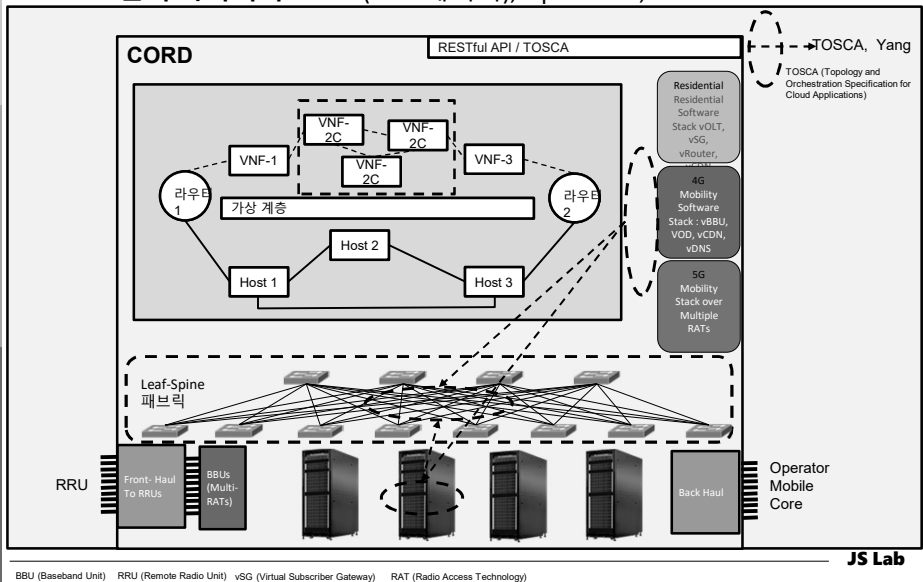 CORD
RESTful API / TOSCA
TOSCA, Yang
TOSCA (Topology and
Orchestration Specification for
Cloud Applications)
Residential
Residential
Software
Stack vOLT,
vSG,
vRouter,
VNF-
2C
VNF-
2C
VNF-
2C
VNF-1
VNF-3
라우터
1
라우터
2
가상 계층
Host 2
Host 1
Host 3
4G
Mobility
Software
Stack : vBBU,
VOD, vCDN,
vDNS
5G
Mobility
Stack over
Multiple
RATs
Leaf-Spine
패브릭
RRU
Front- Haul
To RRUs
BBUs
(Multi-
RATs)
Back Haul
Operator
Mobile
Core
JS Lab
BBU (Baseband Unit) RRU (Remote Radio Unit) vSG (Virtual Subscriber Gateway) RAT (Radio Access Technology)